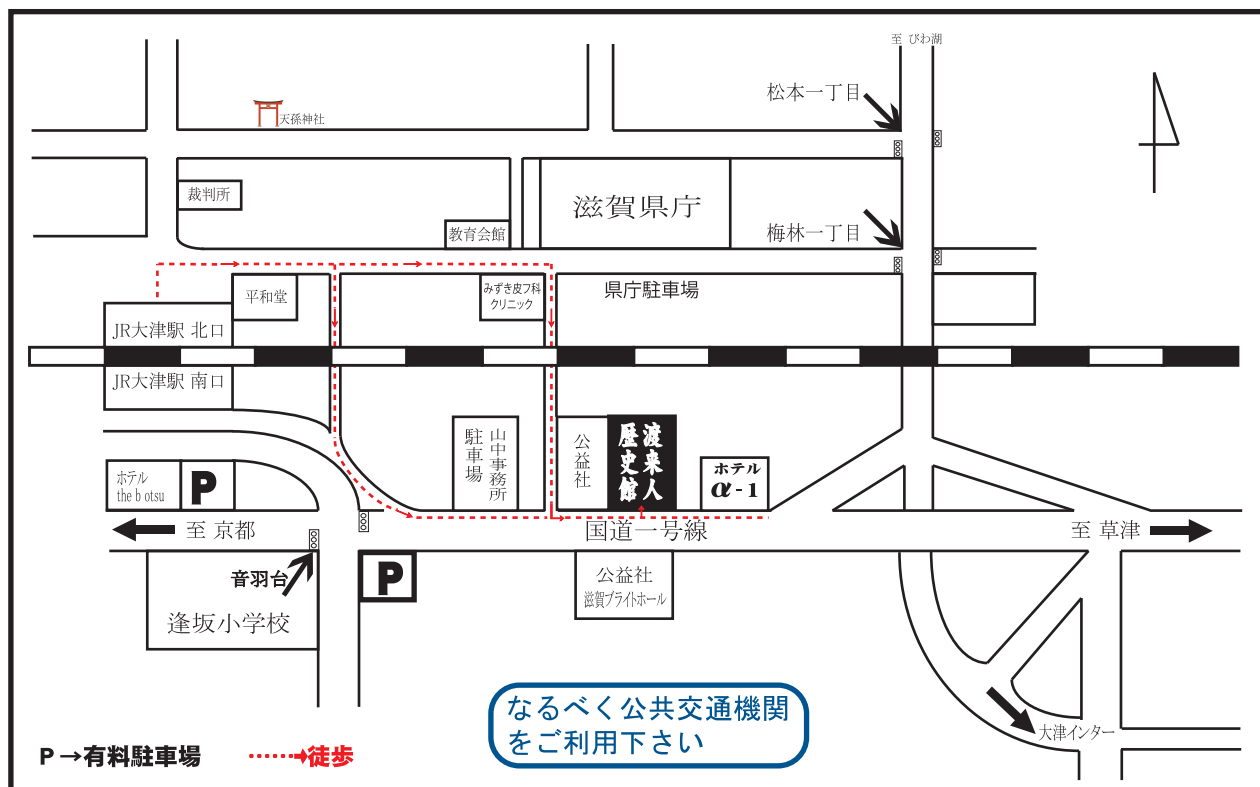 至 びわ湖
松本一丁目
天孫神社
裁判所
滋賀県庁
教育会館
梅林一丁目
平和堂
みずき皮フ科
クリニック
県庁駐車場
JR大津駅 北口
JR大津駅 南口
山中事務所
駐車場
公益社
渡来人
歴史館
ホテル
α-1
ホテル
the b otsu
P
至 京都
国道一号線
至 草津
音羽台
P
公益社
滋賀ブライトホール
逢坂小学校
なるべく公共交通機関
をご利用下さい
大津インター
P→有料駐車場
徒歩